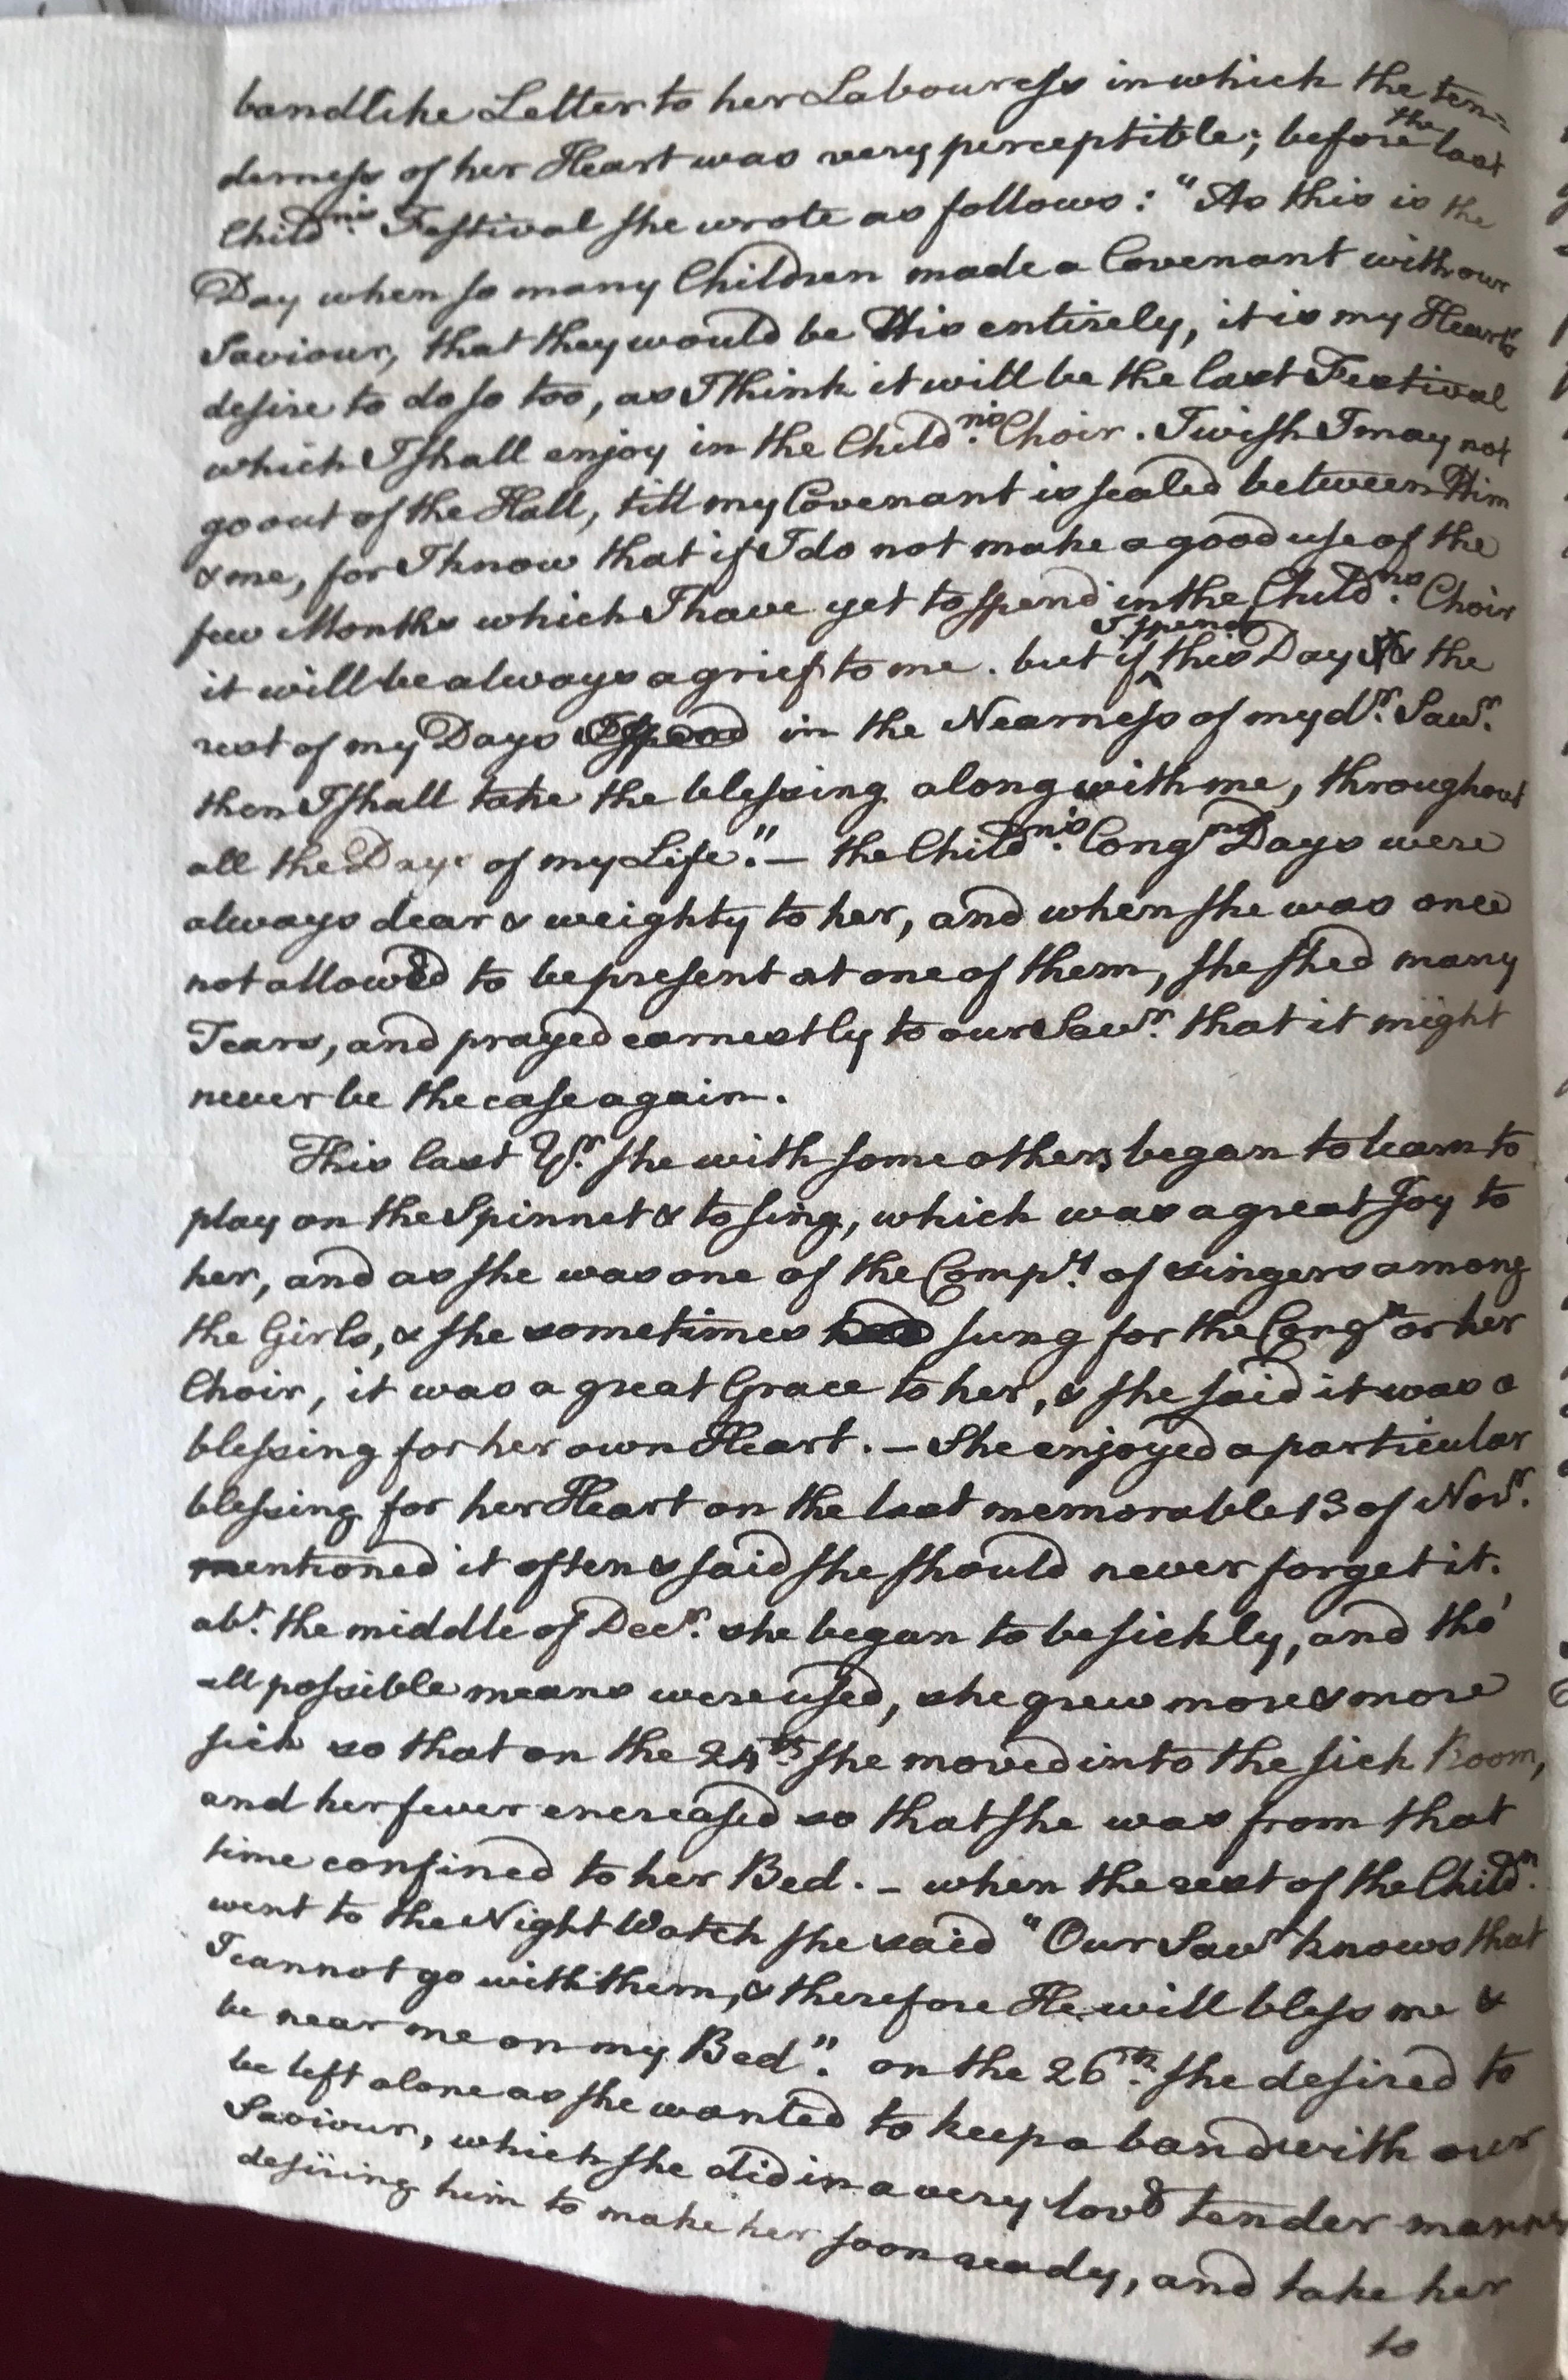 bandlike Letter to her Labouress in which the ten=
derness of her Heart was very perceptible; before the last
Childn's Festival she wrote as follows: "As this is the
Day when so many Children made a Covenant with our
Saviour, that they would be His entirely, it is my Heart's
desire to do so too, as I think it will be the last Festival
which I shall enjoy in the Childn's Choir. I wish I may not
go out of the Hall, till my Covenant is sealed between Him
& me, for I know that if I do not make a good use of the
few Months which I have yet to spend in the Childns Choir
it will be always a grief to me. but if I spend this Day & the
rest of my Days I spend in the Nearness of my dr. Savr.
then I shall take the blessing along with me, throughout
all the Days of my Life." — the Childn's Congn Days were
always dear & weighty to her, and when she was once
not allowed to be present at one of them, she shed many
Tears, and prayed earnestly to our Savr. that it might
never be the case again.
This last Yr. she with some others began to learn to
play on the Spinnet & to sing, which was a great Joy to
her, and as she was one of the Compy. of singers among
the Girls, & she sometimes had sung for the Congn or her
Choir, it was a great Grace to her, & she said it was a
blessing for her own Heart. — She enjoyed a particular
blessing for her Heart on the last memorable 13 of Novr.
mentioned it often & said she should never forget it.
abt. the middle of Decr. she began to be sickly, and tho'
all possible means were used, she grew more & more
sick so that on the 24th. she moved into the sick Room,
and her fever encreased so that she was from that
time confined to her Bed. — when the rest of the Childn.
went to the Night Watch she said "Our Savr knows that
I cannot go with them, & therefore He will bless me &
be near me on my Bed". on the 26th. she desired to
be left alone as she wanted to keep a band with our
Saviour, which she did in a very lovd tender manner
desiring him to make her soon ready, and take her
to